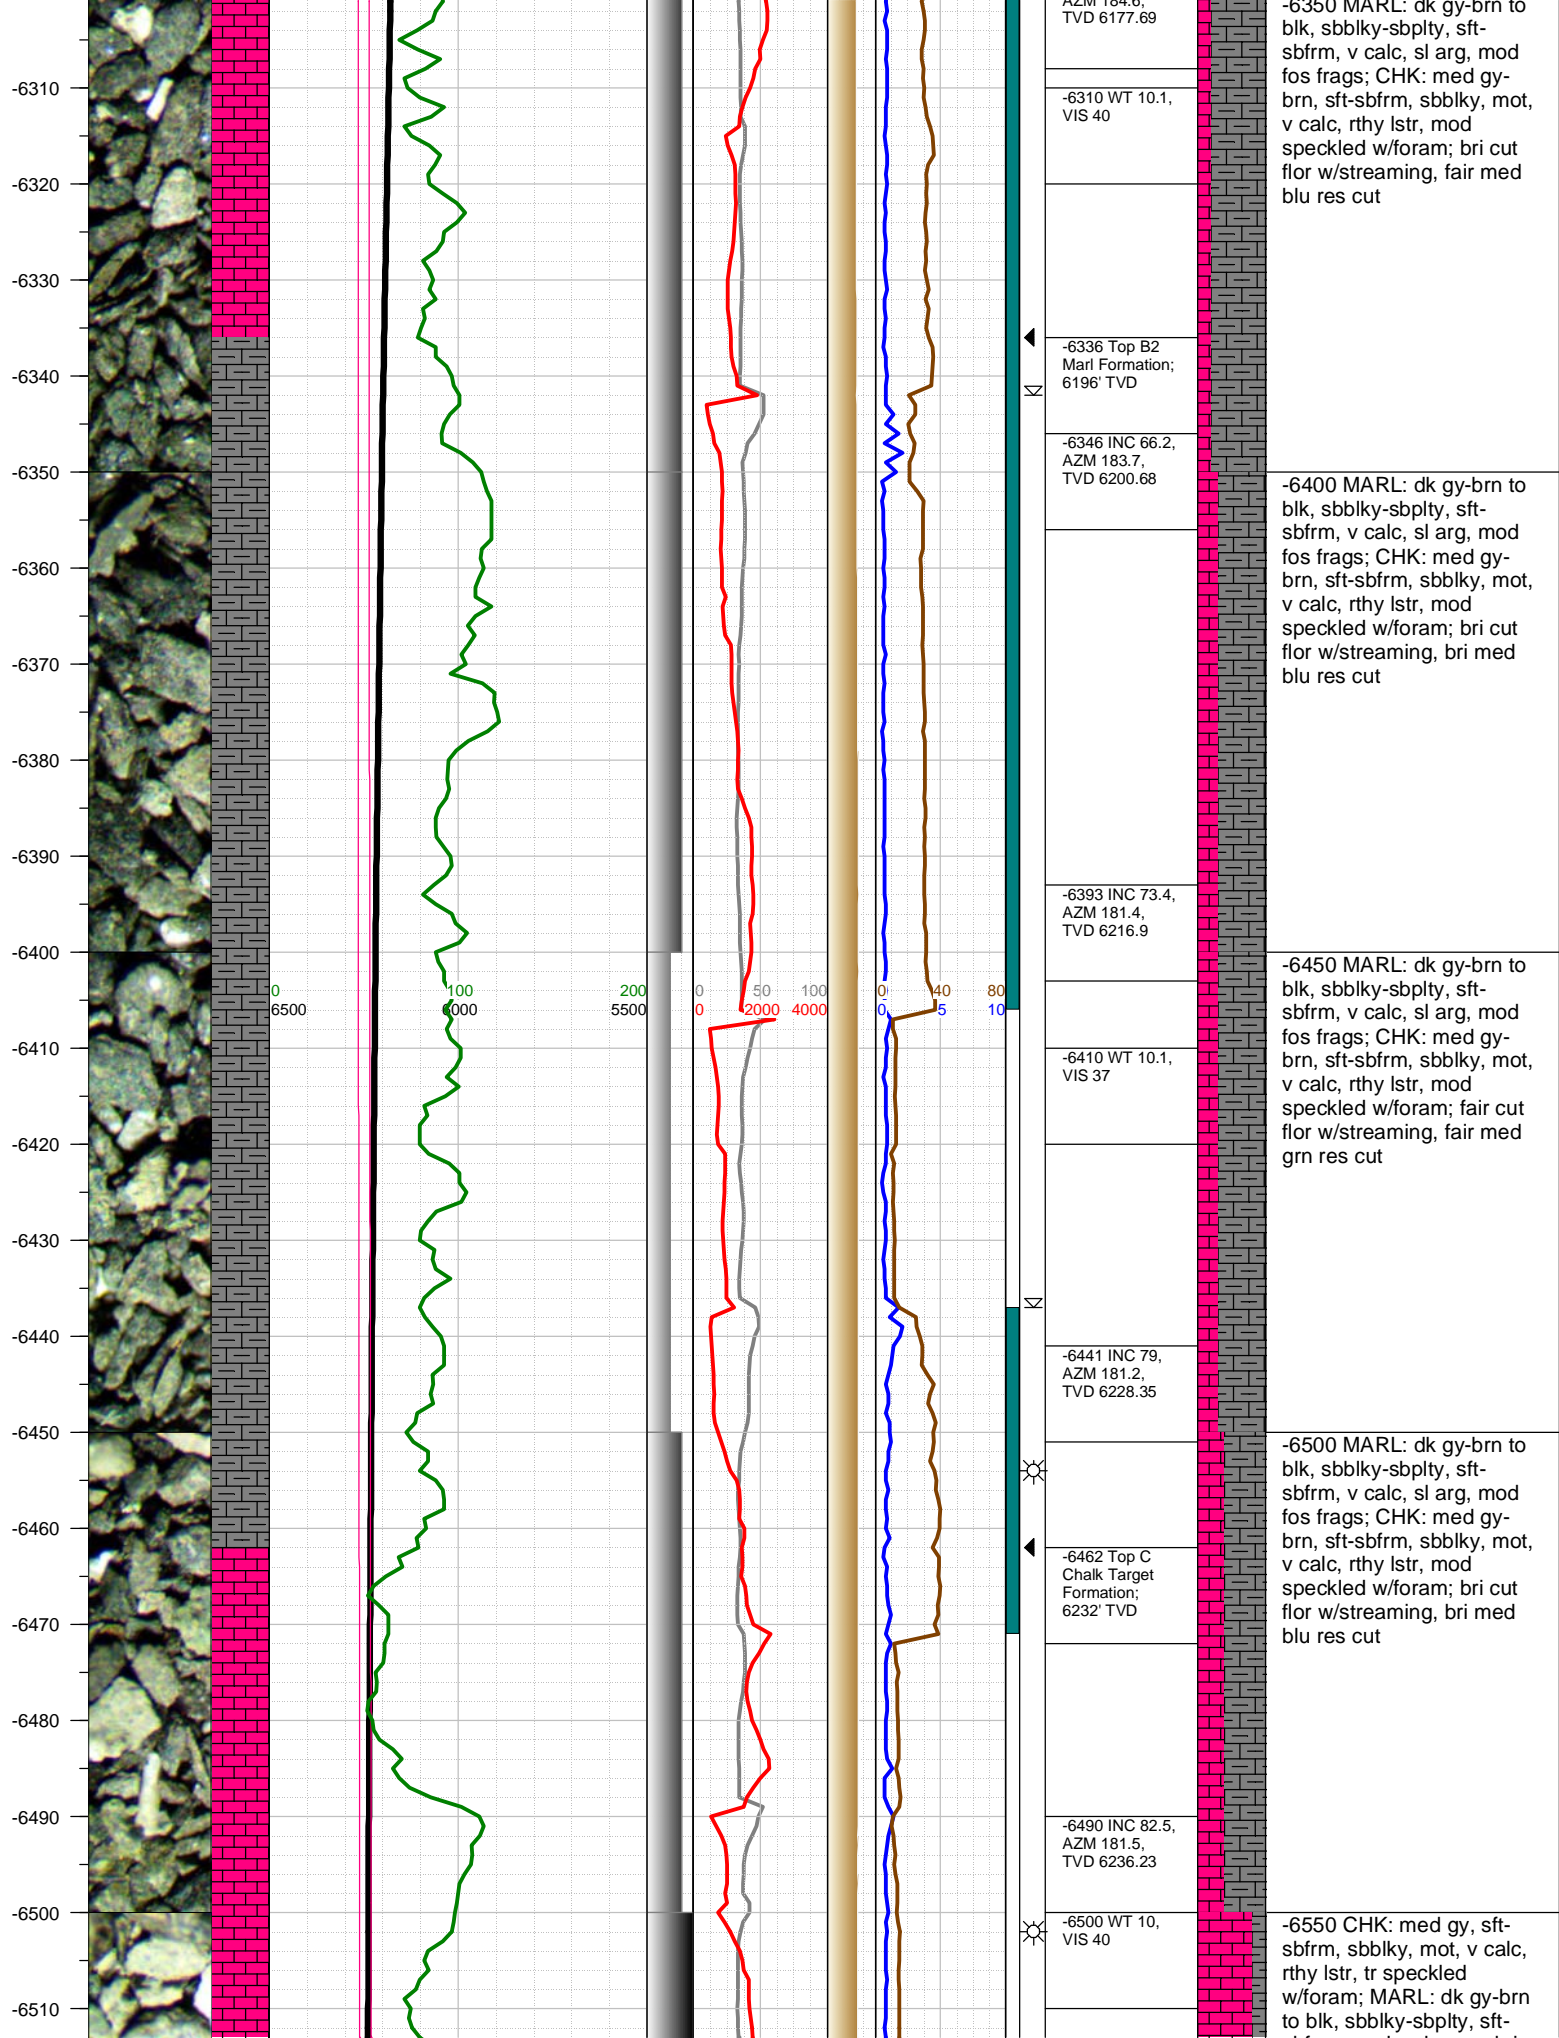 AZM 184.6,
TVD 6177.69
-6310 WT 10.1,
VIS 40
-6336 Top B2
Marl Formation;
6196' TVD
-6346 INC 66.2,
AZM 183.7,
TVD 6200.68
-6393 INC 73.4,
AZM 181.4,
TVD 6216.9
-6410 WT 10.1,
VIS 37
-6441 INC 79,
AZM 181.2,
TVD 6228.35
-6462 Top C
Chalk Target
Formation;
6232' TVD
-6490 INC 82.5,
AZM 181.5,
TVD 6236.23
-6500 WT 10,
VIS 40
-6350 MARL: dk gy-brn to
blk, sbblky-sbplty, sft-
sbfrm, v calc, sl arg, mod
fos frags; CHK: med gy-
brn, sft-sbfrm, sbblky, mot,
v calc, rthy lstr, mod
speckled w/foram; bri cut
flor w/streaming, fair med
blu res cut
-6400 MARL: dk gy-brn to
blk, sbblky-sbplty, sft-
sbfrm, v calc, sl arg, mod
fos frags; CHK: med gy-
brn, sft-sbfrm, sbblky, mot,
v calc, rthy lstr, mod
speckled w/foram; bri cut
flor w/streaming, bri med
blu res cut
-6450 MARL: dk gy-brn to
blk, sbblky-sbplty, sft-
sbfrm, v calc, sl arg, mod
fos frags; CHK: med gy-
brn, sft-sbfrm, sbblky, mot,
v calc, rthy lstr, mod
speckled w/foram; fair cut
flor w/streaming, fair med
grn res cut
-6500 MARL: dk gy-brn to
blk, sbblky-sbplty, sft-
sbfrm, v calc, sl arg, mod
fos frags; CHK: med gy-
brn, sft-sbfrm, sbblky, mot,
v calc, rthy lstr, mod
speckled w/foram; bri cut
flor w/streaming, bri med
blu res cut
-6550 CHK: med gy, sft-
sbfrm, sbblky, mot, v calc,
rthy lstr, tr speckled
w/foram; MARL: dk gy-brn
to blk, sbblky-sbplty, sft-
-6310
-6320
-6330
-6340
-6350
-6360
-6370
-6380
-6390
-6400
-6410
-6420
-6430
-6440
-6450
-6460
-6470
-6480
-6490
-6500
-6510
0 100 200
6500 6000 5500
0 50 100
0 2000 4000
0 40 80
0 5 10